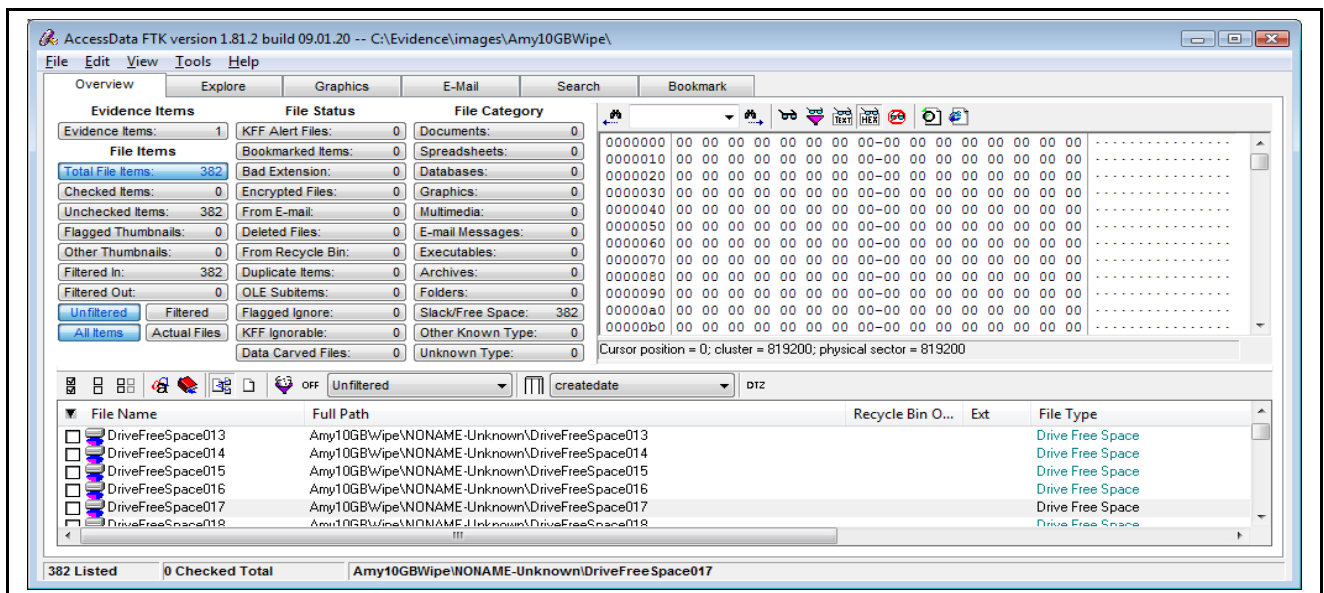 AccessData FTK version 1.81.2 build 09.01.20 -- C:\Evidence\images\Amy10GBWipe\
File Edit View Tools Help
Overview Explore Graphics E-Mail Search Bookmark
Evidence Items File Status File Category
Evidence Items: 1 KFF Alert Files: 0 Documents: 0
File Items Bookmarked Items: 0 Spreadsheets: 0
Total File Items: 382 Bad Extension: 0 Databases: 0
Checked Items: 0 Encrypted Files: 0 Graphics: 0
Unchecked Items: 382 From E-mail: 0 Multimedia: 0
Flagged Thumbnails: 0 Deleted Files: 0 E-mail Messages: 0
Other Thumbnails: 0 From Recycle Bin: 0 Executables: 0
Filtered In: 382 Duplicate Items: 0 Archives: 0
Filtered Out: 0 OLE Subitems: 0 Folders: 0
Unfiltered Filtered Flagged Ignore: 0 Slack/Free Space: 382
All Items Actual Files KFF Ignorable: 0 Other Known Type: 0
Data Carved Files: 0 Unknown Type: 0
TEXT HEX
0000000 00 00 00 00 00 00 00 00-00 00 00 00 00 00 00 00 ................
0000010 00 00 00 00 00 00 00 00-00 00 00 00 00 00 00 00 ................
0000020 00 00 00 00 00 00 00 00-00 00 00 00 00 00 00 00 ................
0000030 00 00 00 00 00 00 00 00-00 00 00 00 00 00 00 00 ................
0000040 00 00 00 00 00 00 00 00-00 00 00 00 00 00 00 00 ................
0000050 00 00 00 00 00 00 00 00-00 00 00 00 00 00 00 00 ................
0000060 00 00 00 00 00 00 00 00-00 00 00 00 00 00 00 00 ................
0000070 00 00 00 00 00 00 00 00-00 00 00 00 00 00 00 00 ................
0000080 00 00 00 00 00 00 00 00-00 00 00 00 00 00 00 00 ................
0000090 00 00 00 00 00 00 00 00-00 00 00 00 00 00 00 00 ................
00000a0 00 00 00 00 00 00 00 00-00 00 00 00 00 00 00 00 ................
00000b0 00 00 00 00 00 00 00 00-00 00 00 00 00 00 00 00 ................
Cursor position = 0; cluster = 819200; physical sector = 819200
OFF Unfiltered createdate DTZ
File Name Full Path Recycle Bin O... Ext File Type
DriveFreeSpace013 Amy10GBWipe\NONAME-Unknown\DriveFreeSpace013 Drive Free Space
DriveFreeSpace014 Amy10GBWipe\NONAME-Unknown\DriveFreeSpace014 Drive Free Space
DriveFreeSpace015 Amy10GBWipe\NONAME-Unknown\DriveFreeSpace015 Drive Free Space
DriveFreeSpace016 Amy10GBWipe\NONAME-Unknown\DriveFreeSpace016 Drive Free Space
DriveFreeSpace017 Amy10GBWipe\NONAME-Unknown\DriveFreeSpace017 Drive Free Space
DriveFreeSpace018 Amy10GBWipe\NONAME-Unknown\DriveFreeSpace018 Drive Free Space
382 Listed 0 Checked Total Amy10GBWipe\NONAME-Unknown\DriveFreeSpace017